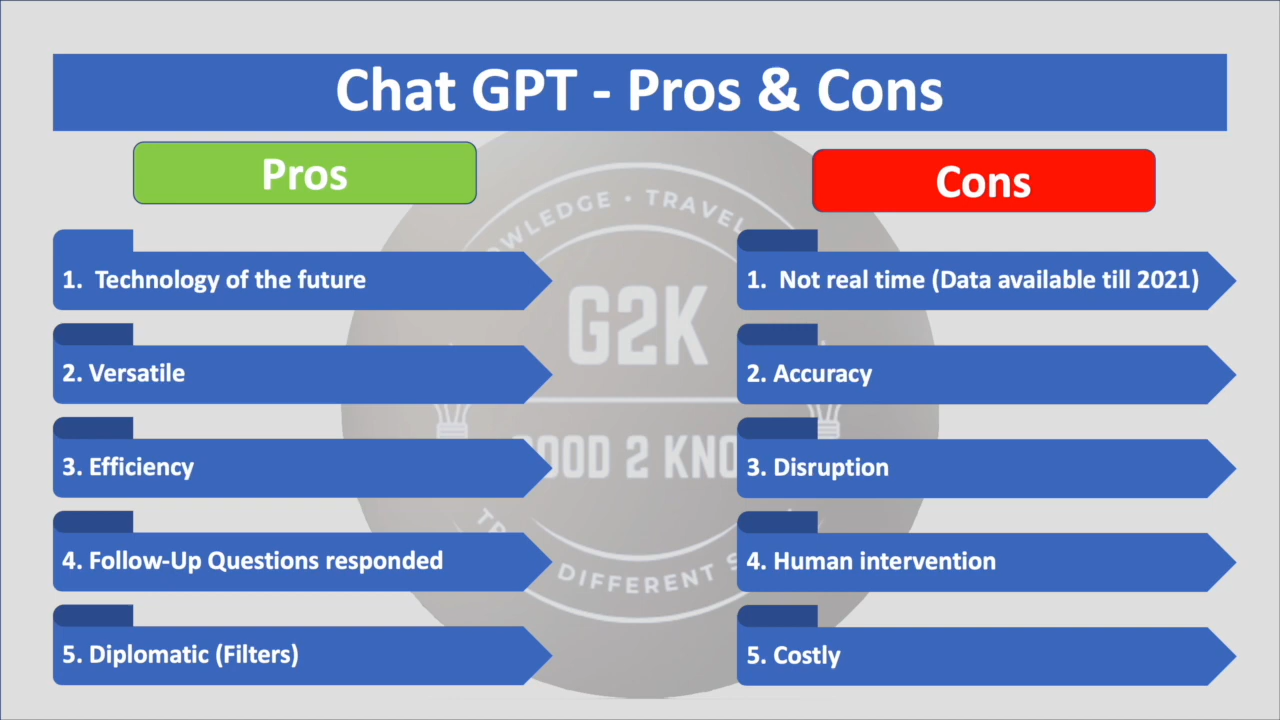 Chat GPT - Pros & Cons
Pros
1. Technology of the future
2. Versatile
3. Efficiency
4. Follow-Up Questions responded
5. Diplomatic (Filters)
Cons
1. Not real time (Data available till 2021)
2. Accuracy
3. Disruption
4. Human intervention
5. Costly
G2K
2
DIFFERENT